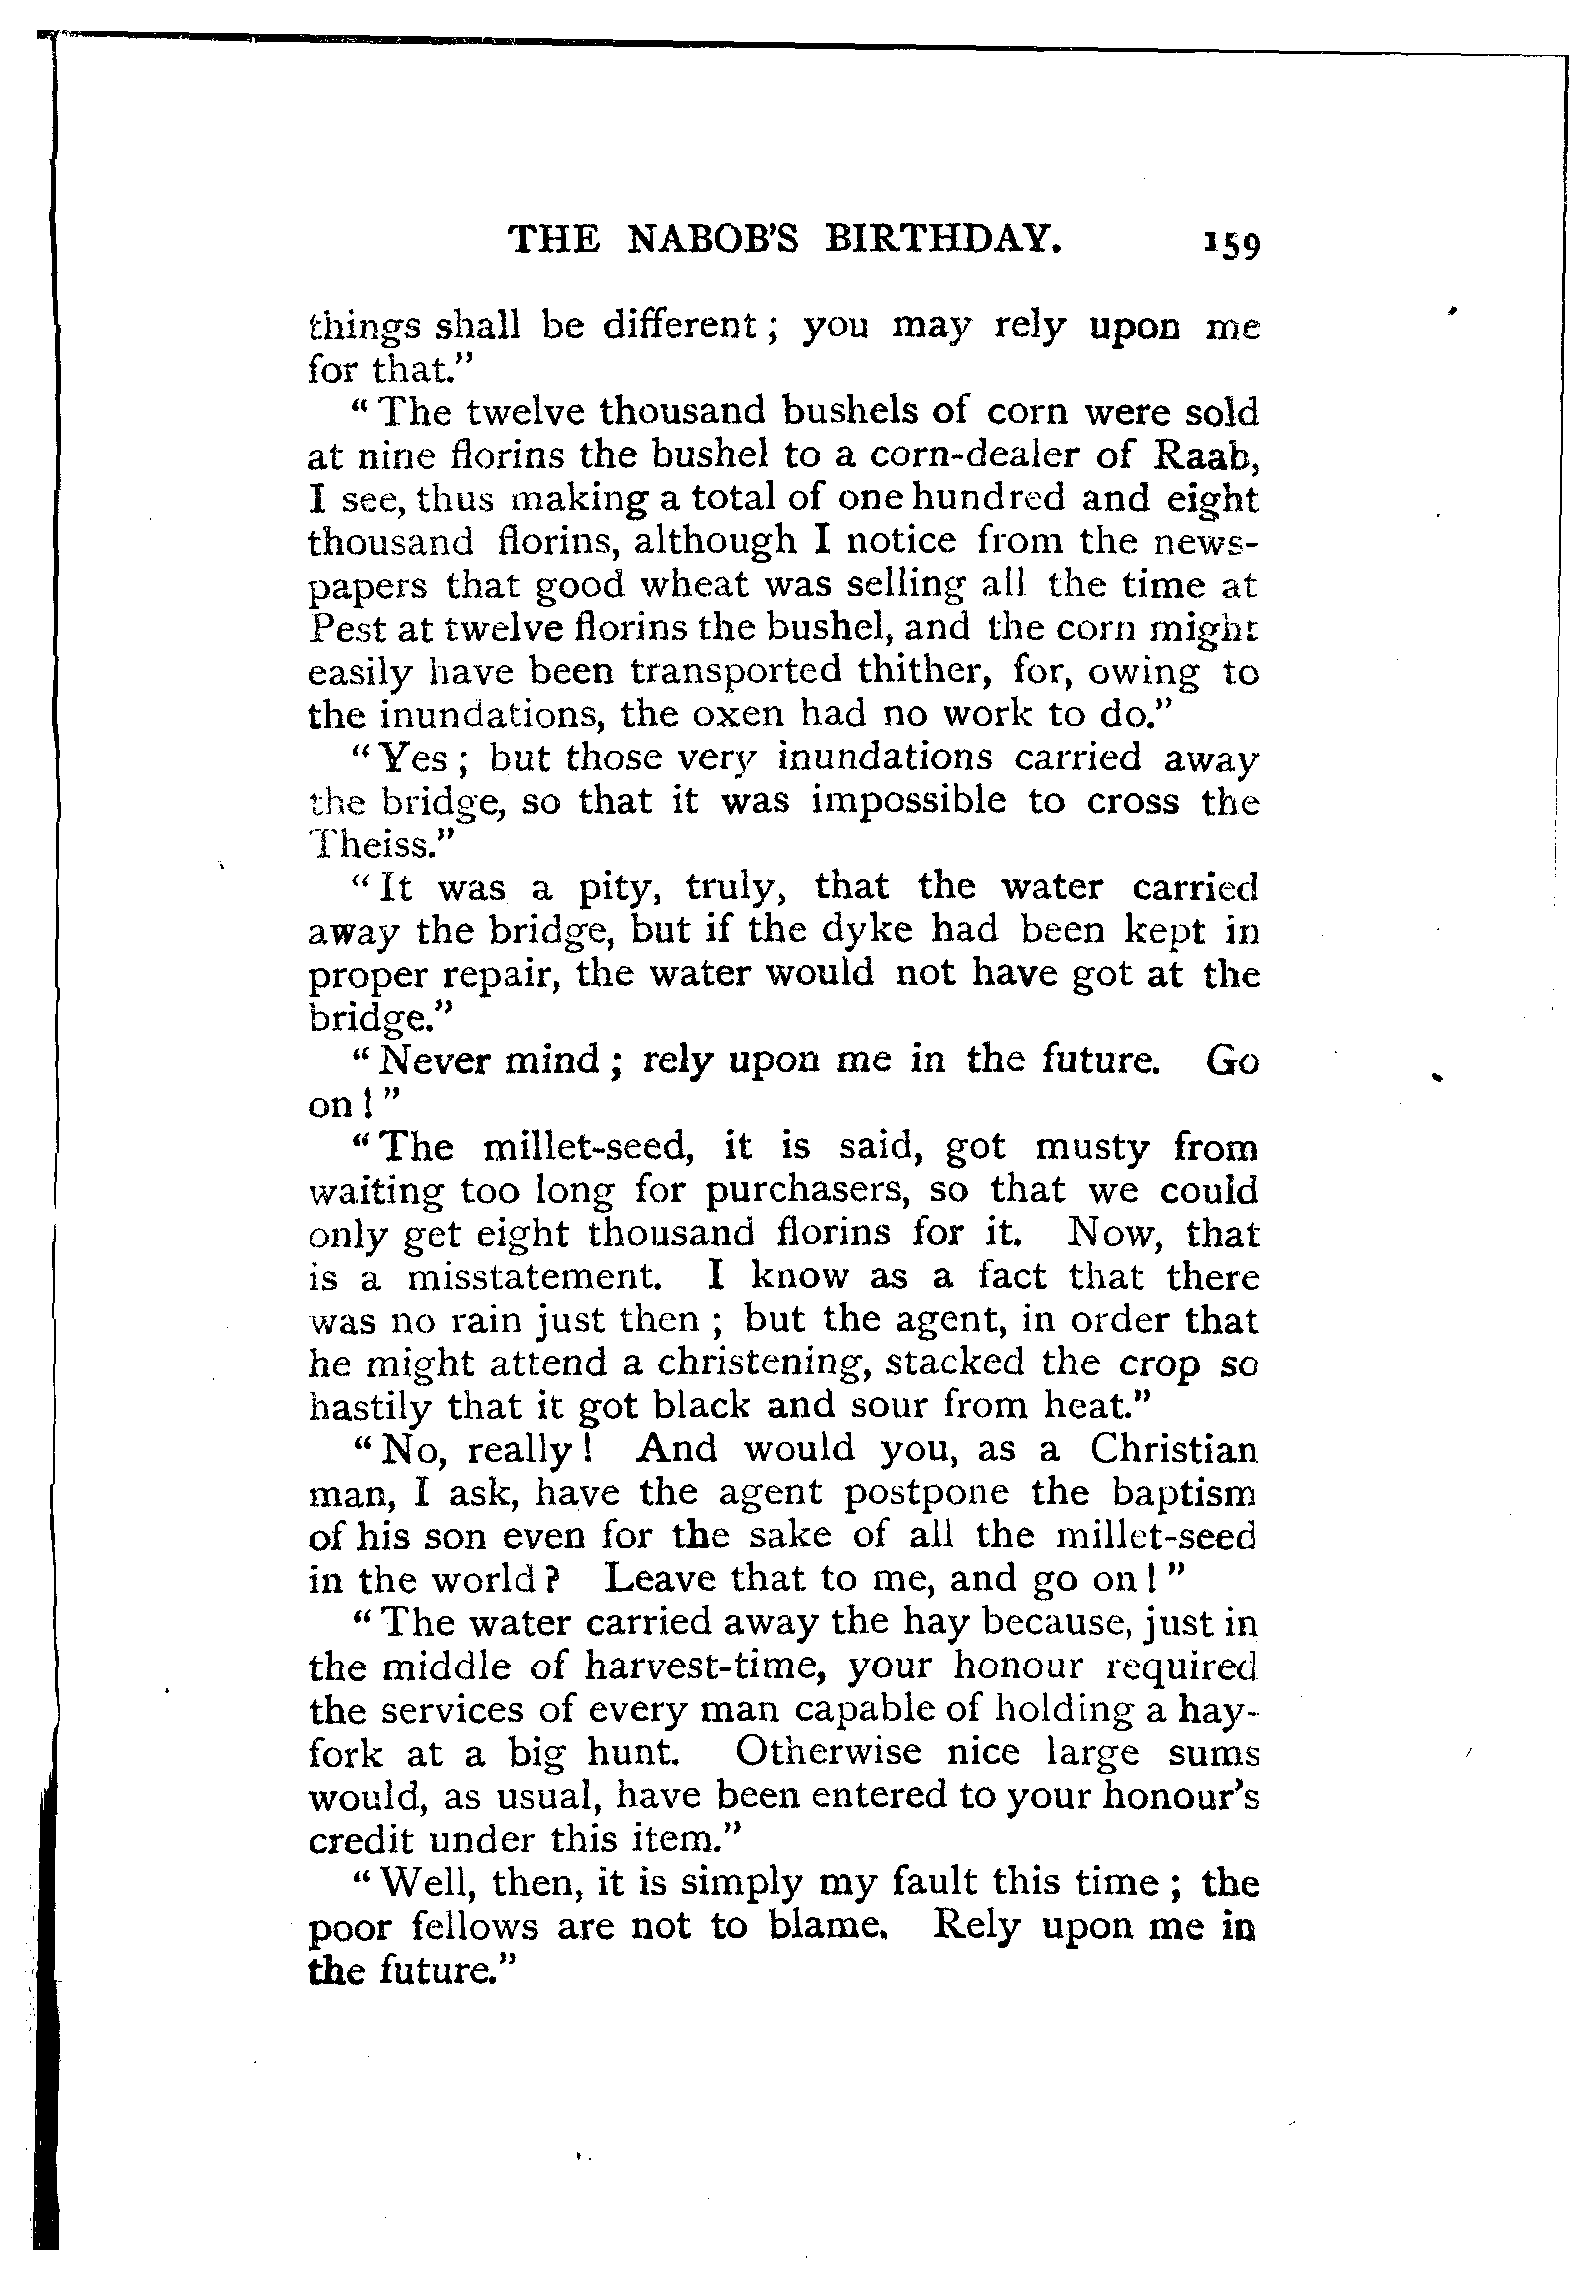 THE NABOB'S BIRTHDAY. 159
things shall be different; you may rely upon me
for that."
"The twelve thousand bushels of corn were sold
at nine florins the bushel to a corn-dealer of Raab,
I see, thus making a total of one hundred and eight
thousand florins, although I notice from the news-
papers that good wheat was selling all the time at
Pest at twelve florins the bushel, and the corn might
easily have been transported thither, for, owing to
the inundations, the oxen had no work to do."
"Yes; but those very inundations carried away
the bridge, so that it was impossible to cross the
Theiss."
"It was a pity, truly, that the water carried
away the bridge, but if the dyke had been kept in
proper repair, the water would not have got at the
bridge."
"Never mind; rely upon me in the future. Go
on!"
"The millet-seed, it is said, got musty from
waiting too long for purchasers, so that we could
only get eight thousand florins for it. Now, that
is a misstatement. I know as a fact that there
was no rain just then; but the agent, in order that
he might attend a christening, stacked the crop so
hastily that it got black and sour from heat."
"No, really! And would you, as a Christian
man, I ask, have the agent postpone the baptism
of his son even for the sake of all the millet-seed
in the world? Leave that to me, and go on!"
"The water carried away the hay because, just in
the middle of harvest-time, your honour required
the services of every man capable of holding a hay-
fork at a big hunt. Otherwise nice large sums
would, as usual, have been entered to your honour's
credit under this item."
"Well, then, it is simply my fault this time; the
poor fellows are not to blame. Rely upon me in
the future."